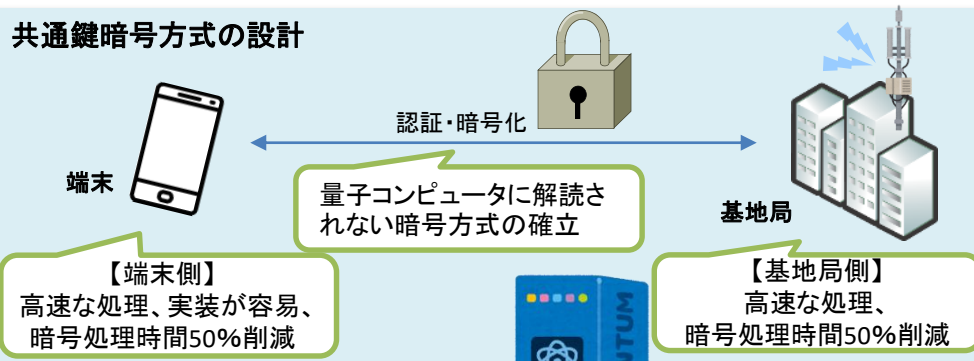 共通鍵暗号方式の設計
認証・暗号化
端末
量子コンピュータに解読さ
れない暗号方式の確立
基地局
【端末側】
高速な処理、実装が容易、
暗号処理時間50%削減
【基地局側】
高速な処理、
暗号処理時間50%削減
NTUM